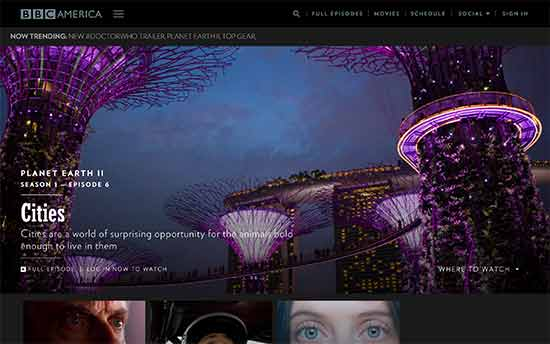 BBC AMERICA
FULL EPISODES | MOVIES | SCHEDULE | SOCIAL | SIGN IN
NOW TRENDING: NEW #DOCTORWHO TRAILER, PLANET EARTH II, TOP GEAR,
PLANET EARTH II
SEASON 1 — EPISODE 6
Cities
Cities are a world of surprising opportunity for the animals bold
enough to live in them
FULL EPISODE LOG IN NOW TO WATCH
WHERE TO WATCH